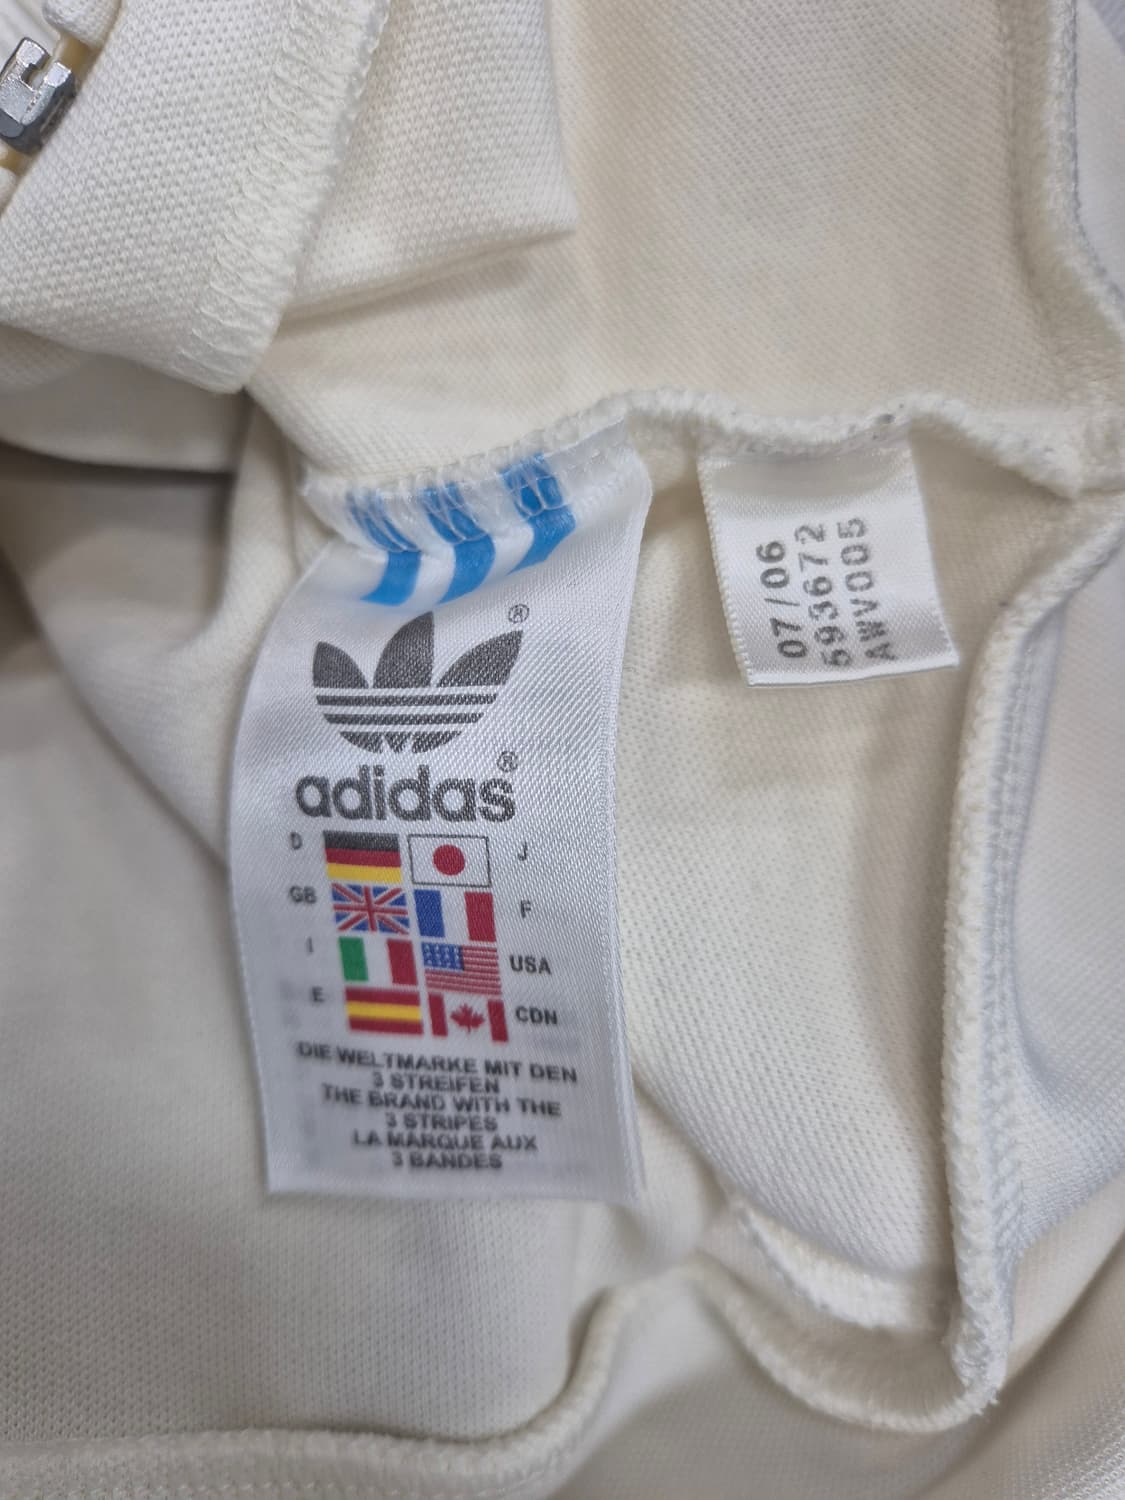 ®
®
adidas
D J
GB F
I USA
E CDN
DIE WELTMARKE MIT DEN
3 STREIFEN
THE BRAND WITH THE
3 STRIPES
LA MARQUE AUX
3 BANDES
07/06
593672
AWV005